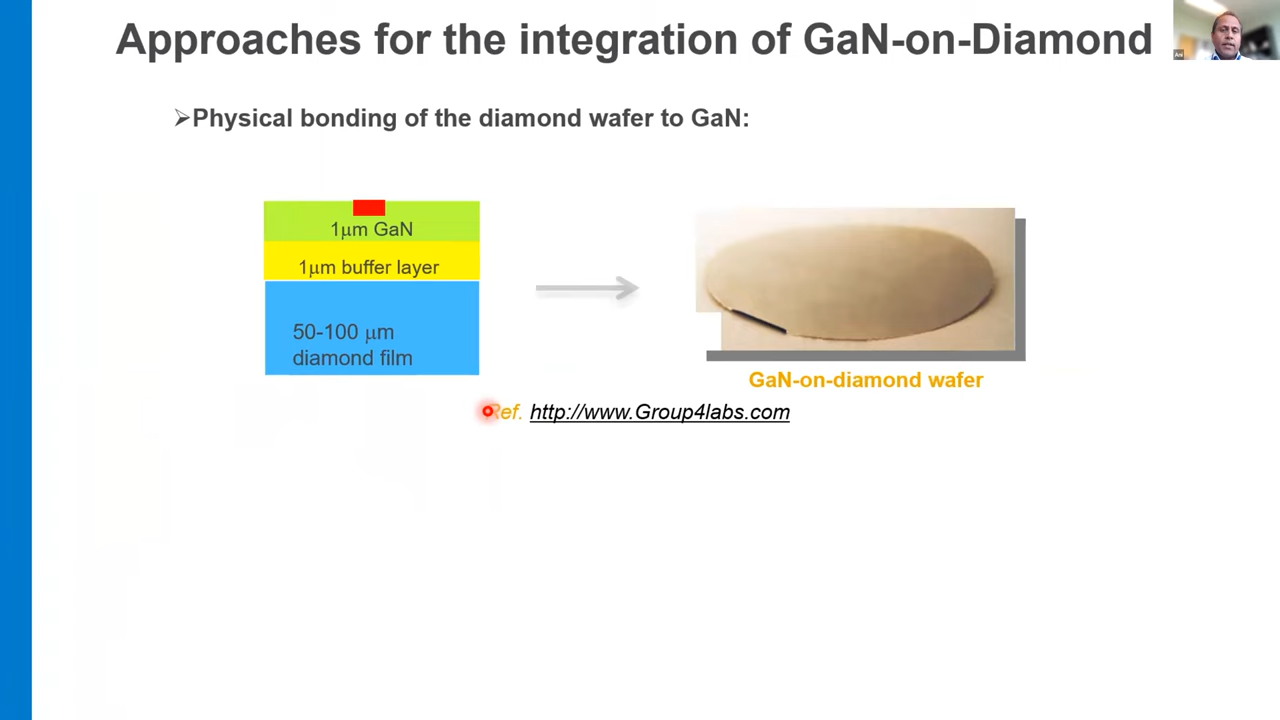 Approaches for the integration of GaN-on-Diamond
➢Physical bonding of the diamond wafer to GaN:
1μm GaN
1μm buffer layer
50-100 μm
diamond film
GaN-on-diamond wafer
Ref. http://www.Group4labs.com